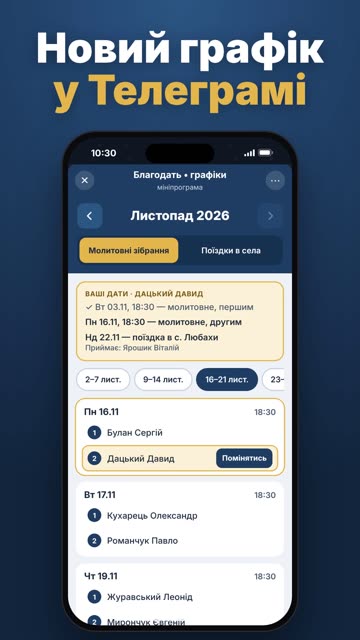 Новий графік
у Телеграмі
10:30
Благодать • графіки
мініпрограма
Листопад 2026
Молитовні зібрання
Поїздки в села
ВАШІ ДАТИ · ДАЦЬКИЙ ДАВИД
✓ Вт 03.11, 18:30 — молитовне, першим
Пн 16.11, 18:30 — молитовне, другим
Нд 22.11 — поїздка в с. Любахи
Приймає: Ярошик Віталій
2–7 лист.
9–14 лист.
16–21 лист.
23–
Пн 16.11
18:30
1 Булан Сергій
2 Дацький Давид
Помінятись
Вт 17.11
18:30
1 Кухарець Олександр
2 Романчук Павло
Чт 19.11
18:30
1 Журавський Леонід
2 Мирончук Євгеній